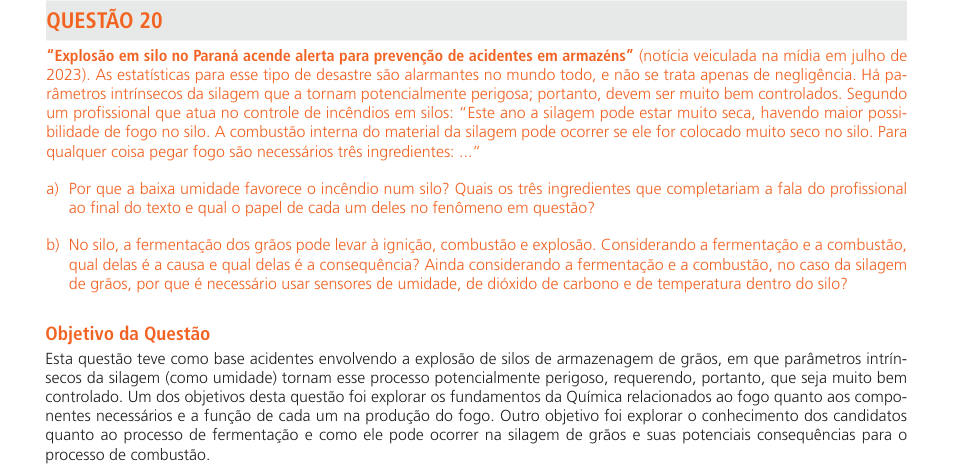 QUESTÃO 20
“Explosão em silo no Paraná acende alerta para prevenção de acidentes em armazéns” (notícia veiculada na mídia em julho de
2023). As estatísticas para esse tipo de desastre são alarmantes no mundo todo, e não se trata apenas de negligência. Há pa-
râmetros intrínsecos da silagem que a tornam potencialmente perigosa; portanto, devem ser muito bem controlados. Segundo
um profissional que atua no controle de incêndios em silos: “Este ano a silagem pode estar muito seca, havendo maior possi-
bilidade de fogo no silo. A combustão interna do material da silagem pode ocorrer se ele for colocado muito seco no silo. Para
qualquer coisa pegar fogo são necessários três ingredientes: ...”
a) Por que a baixa umidade favorece o incêndio num silo? Quais os três ingredientes que completariam a fala do profissional
ao final do texto e qual o papel de cada um deles no fenômeno em questão?
b) No silo, a fermentação dos grãos pode levar à ignição, combustão e explosão. Considerando a fermentação e a combustão,
qual delas é a causa e qual delas é a consequência? Ainda considerando a fermentação e a combustão, no caso da silagem
de grãos, por que é necessário usar sensores de umidade, de dióxido de carbono e de temperatura dentro do silo?
Objetivo da Questão
Esta questão teve como base acidentes envolvendo a explosão de silos de armazenagem de grãos, em que parâmetros intrín-
secos da silagem (como umidade) tornam esse processo potencialmente perigoso, requerendo, portanto, que seja muito bem
controlado. Um dos objetivos desta questão foi explorar os fundamentos da Química relacionados ao fogo quanto aos compo-
nentes necessários e a função de cada um na produção do fogo. Outro objetivo foi explorar o conhecimento dos candidatos
quanto ao processo de fermentação e como ele pode ocorrer na silagem de grãos e suas potenciais consequências para o
processo de combustão.